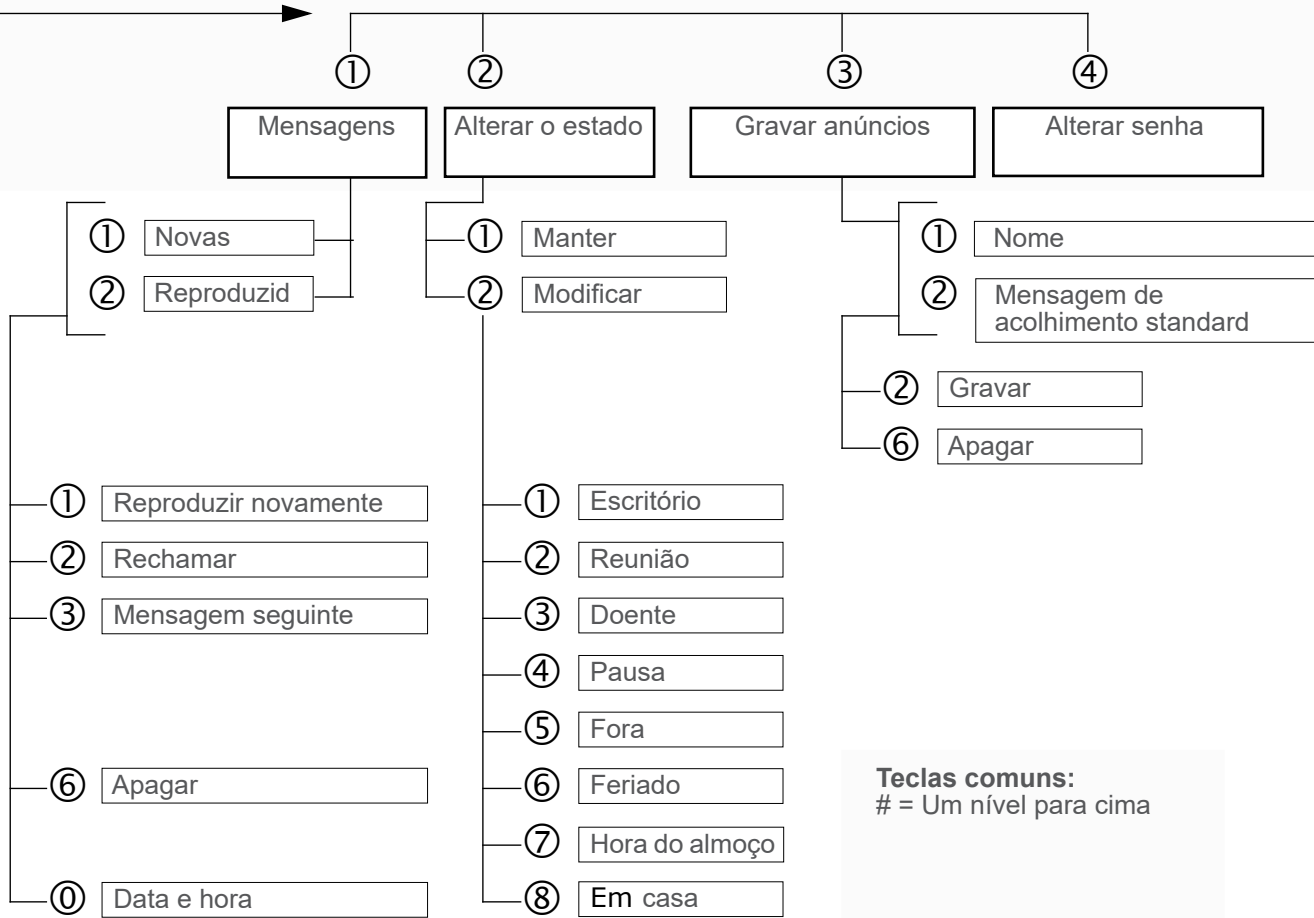 ① ② ③ ④
Mensagens Alterar o estado Gravar anúncios Alterar senha
① Novas
② Reproduzid
① Manter
② Modificar
① Nome
② Mensagem de
acolhimento standard
② Gravar
⑥ Apagar
① Reproduzir novamente
② Rechamar
③ Mensagem seguinte
⑥ Apagar
⓪ Data e hora
① Escritório
② Reunião
③ Doente
④ Pausa
⑤ Fora
⑥ Feriado
⑦ Hora do almoço
⑧ Em casa
Teclas comuns:
# = Um nível para cima